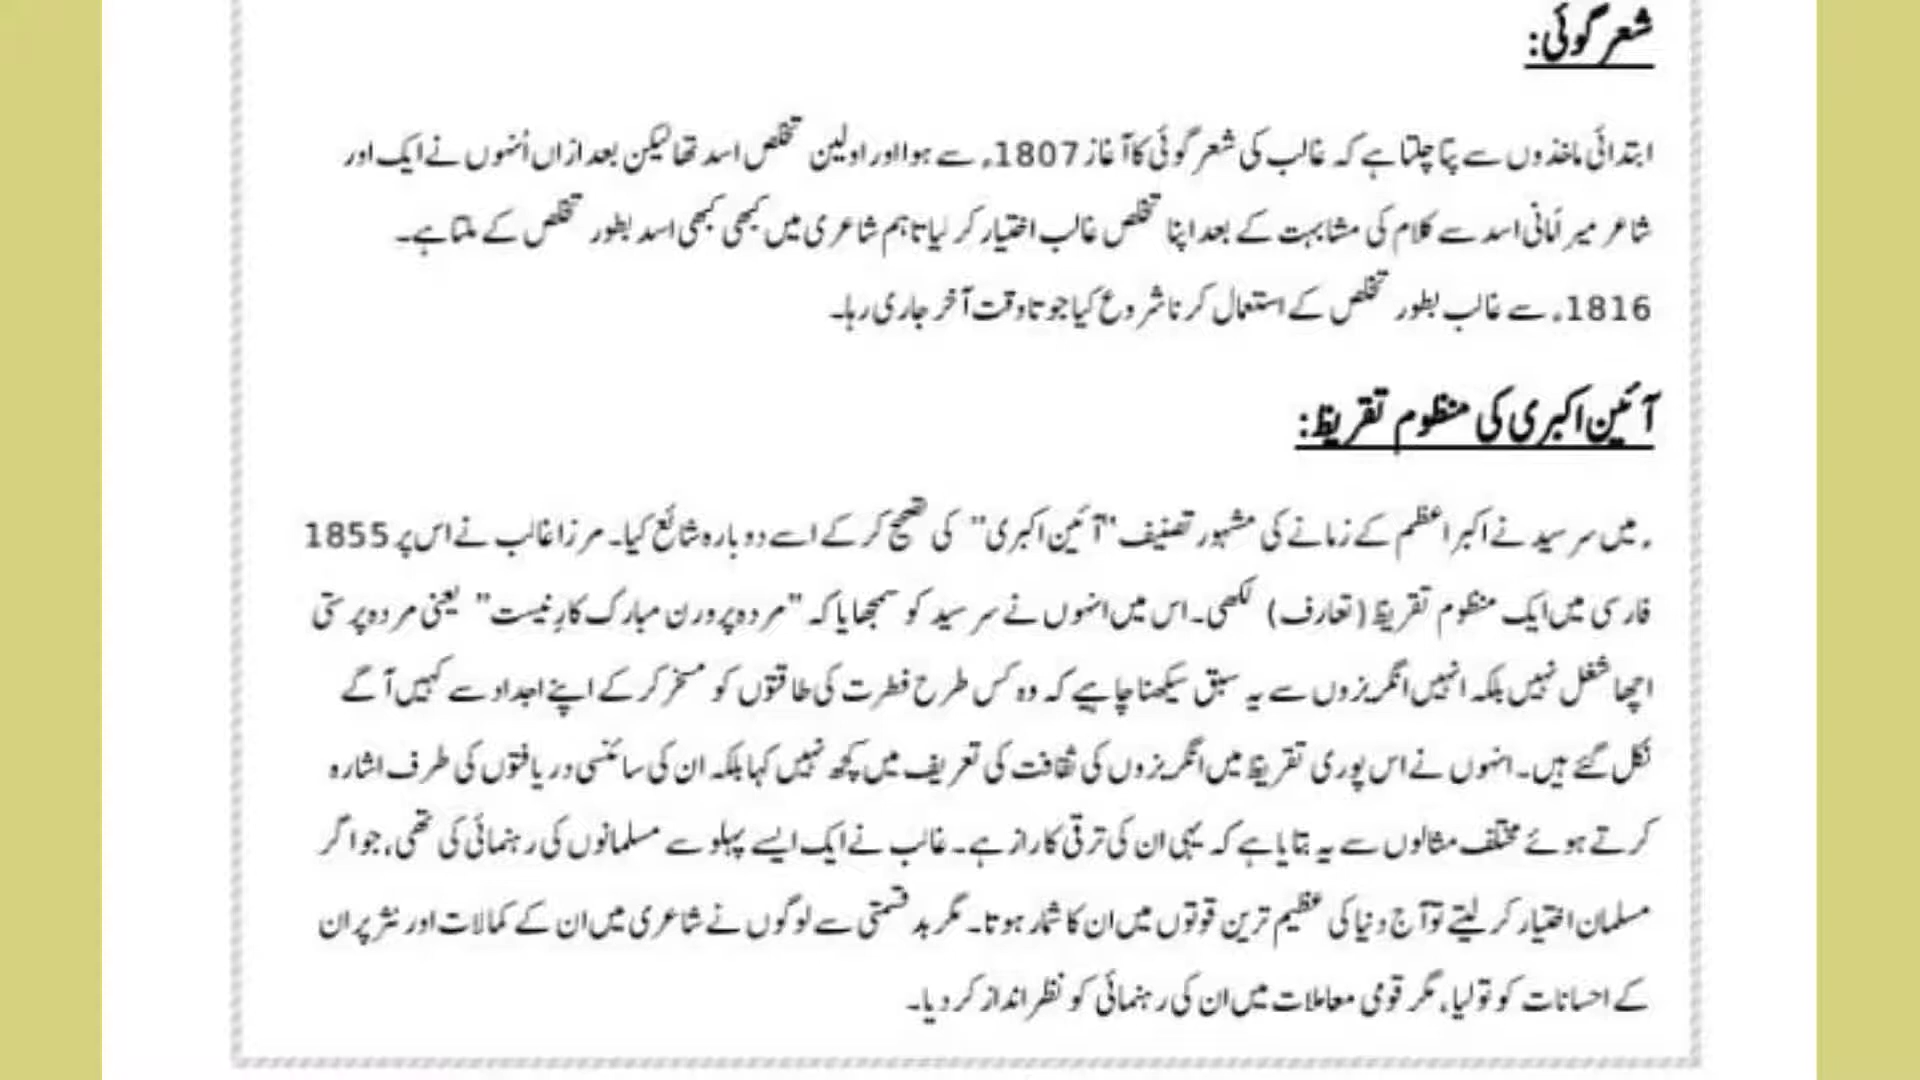 شعر گوئی:
ابتدائی ماخذوں سے پتا چلتا ہے کہ غالب کی شعر گوئی کا آغاز 1807ء سے ہوا اور اولین تخلص اسد تھا لیکن بعد ازاں اُنہوں نے ایک اور
شاعر میر اَمانی اسد سے کلام کی مشابہت کے بعد اپنا تخلص غالب اختیار کر لیا تاہم شاعری میں کبھی کبھی اسد بطور تخلص کے ملتا ہے۔
1816ء سے غالب بطور تخلص کے استعمال کرنا شروع کیا جو تا وقت آخر جاری رہا۔
آئین اکبری کی منظوم تقریظ:
ء میں سر سید نے اکبر اعظم کے زمانے کی مشہور تصنیف "آئین اکبری" کی تصحیح کر کے اسے دوبارہ شائع کیا۔ مرزا غالب نے اس پر 1855
فارسی میں ایک منظوم تقریظ (تعارف) لکھی۔ اس میں انہوں نے سر سید کو سمجھایا کہ "مردہ پرورن مبارک کارِ نیست" یعنی مردہ پرستی
اچھا شغل نہیں بلکہ انہیں انگریزوں سے یہ سبق سیکھنا چاہیے کہ وہ کس طرح فطرت کی طاقتوں کو مسخر کر کے اپنے اجداد سے کہیں آگے
نکل گئے ہیں۔ انہوں نے اس پوری تقریظ میں انگریزوں کی ثقافت کی تعریف میں کچھ نہیں کہا بلکہ ان کی سائنسی دریافتوں کی طرف اشارہ
کرتے ہوئے مختلف مثالوں سے یہ بتایا ہے کہ یہی ان کی ترقی کا راز ہے۔ غالب نے ایک ایسے پہلو سے مسلمانوں کی رہنمائی کی تھی، جو اگر
مسلمان اختیار کر لیتے تو آج دنیا کی عظیم ترین قوتوں میں ان کا شمار ہوتا۔ مگر بد قسمتی سے لوگوں نے شاعری میں ان کے کمالات اور نثر پر ان
کے احسانات کو تو لیا، مگر قومی معاملات میں ان کی رہنمائی کو نظر انداز کر دیا۔